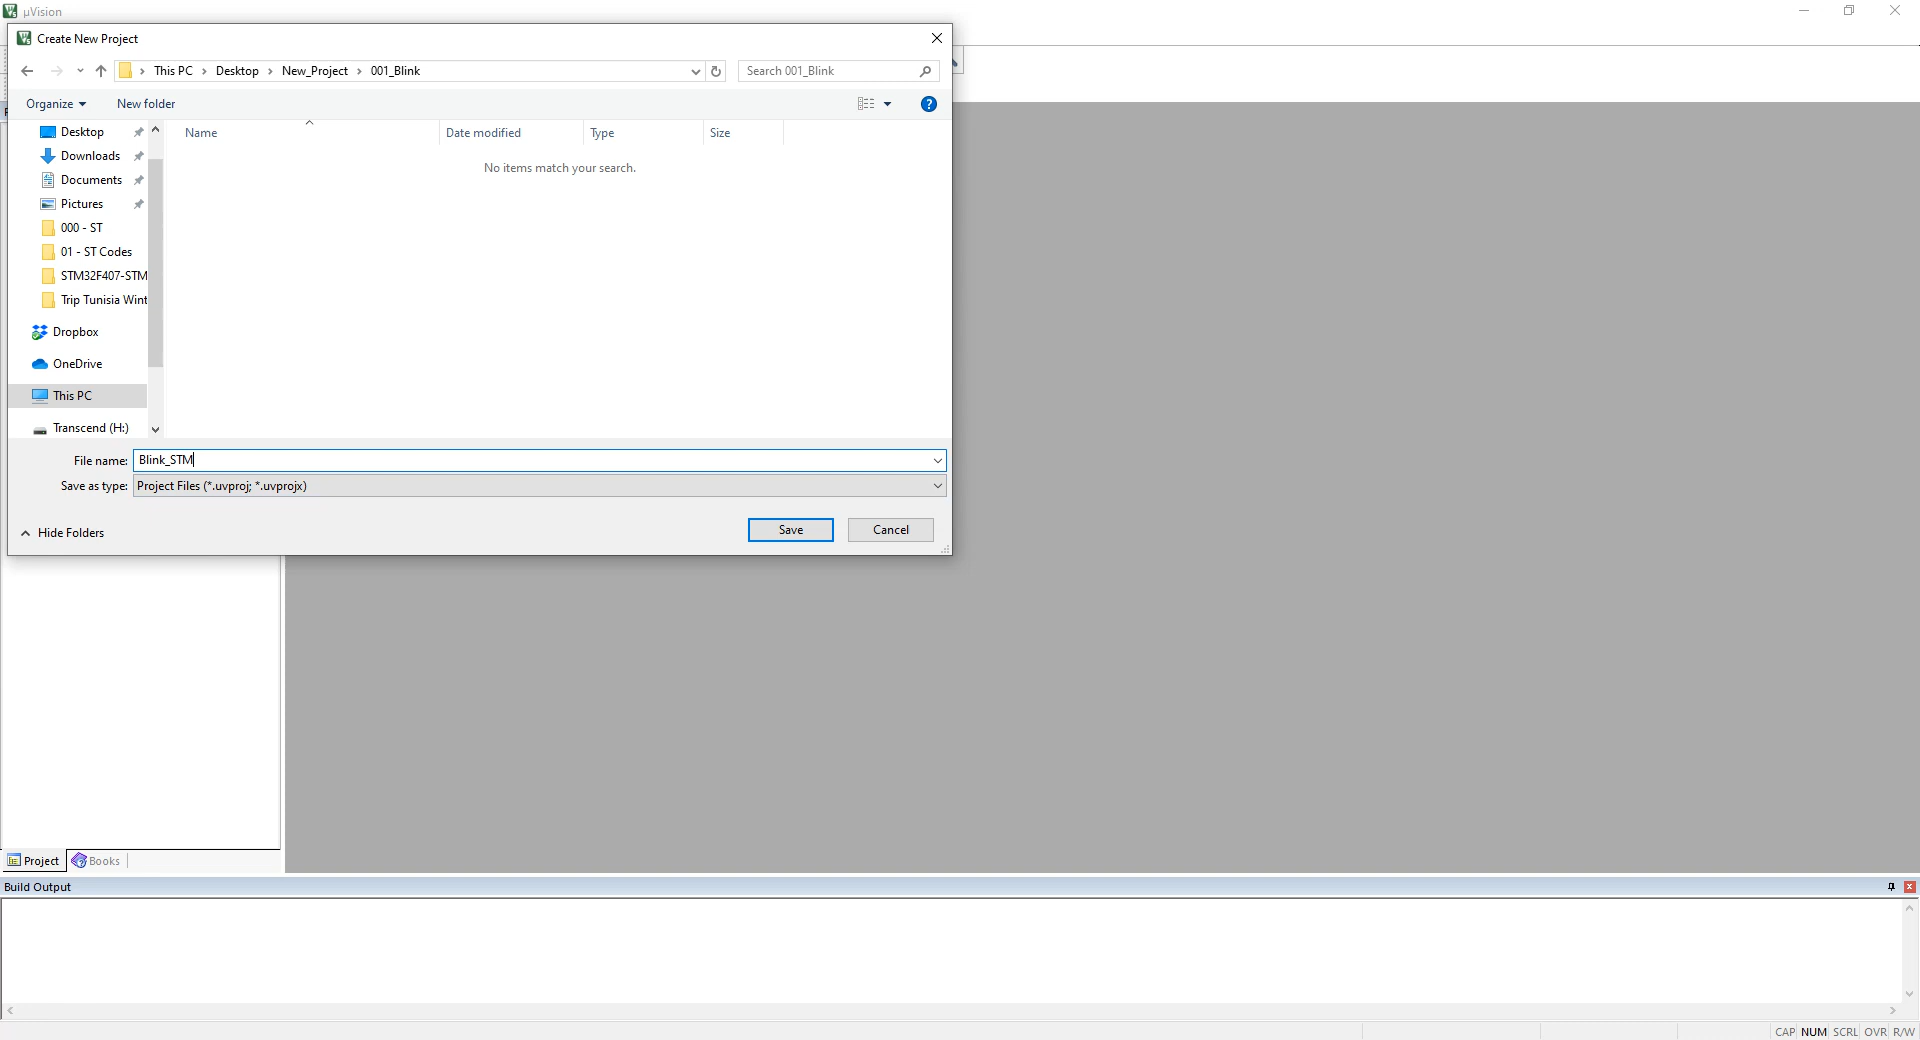 µVision
Create New Project
This PC > Desktop > New_Project > 001_Blink
Search 001_Blink
Organize
New folder
?
Name
Date modified
Type
Size
No items match your search.
Desktop
Downloads
Documents
Pictures
000 - ST
01 - ST Codes
STM32F407-STM
Trip Tunisia Wint
Dropbox
OneDrive
This PC
Transcend (H:)
File name: Blink_STM
Save as type: Project Files (*.uvproj; *.uvprojx)
Hide Folders
Save
Cancel
Project
Books
Build Output
CAP NUM SCRL OVR R/W